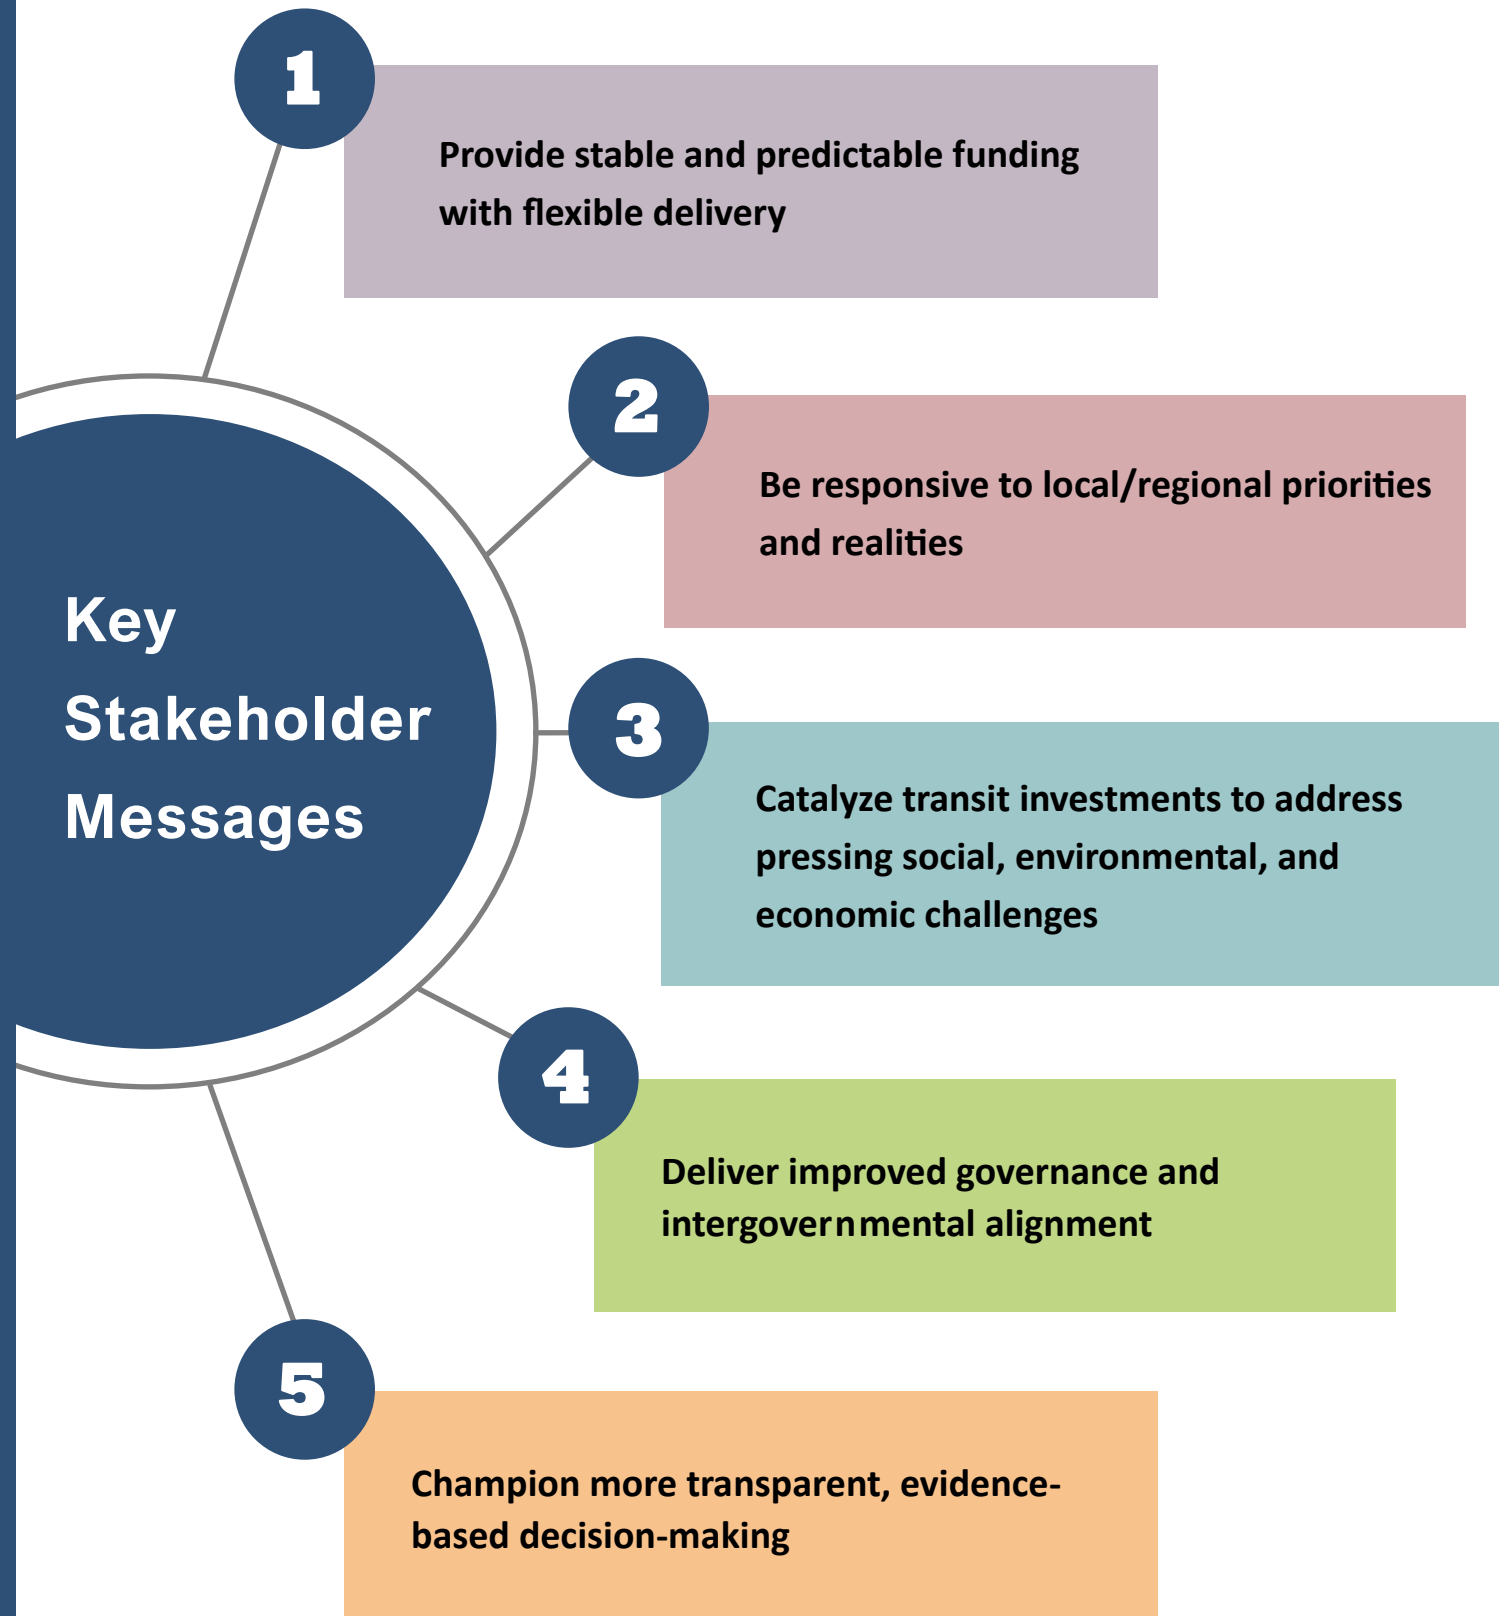 1
Provide stable and predictable funding
with flexible delivery
2
Be responsive to local/regional priorities
and realities
Key
Stakeholder
Messages
3
Catalyze transit investments to address
pressing social, environmental, and
economic challenges
4
Deliver improved governance and
intergovernmental alignment
5
Champion more transparent, evidence-
based decision-making